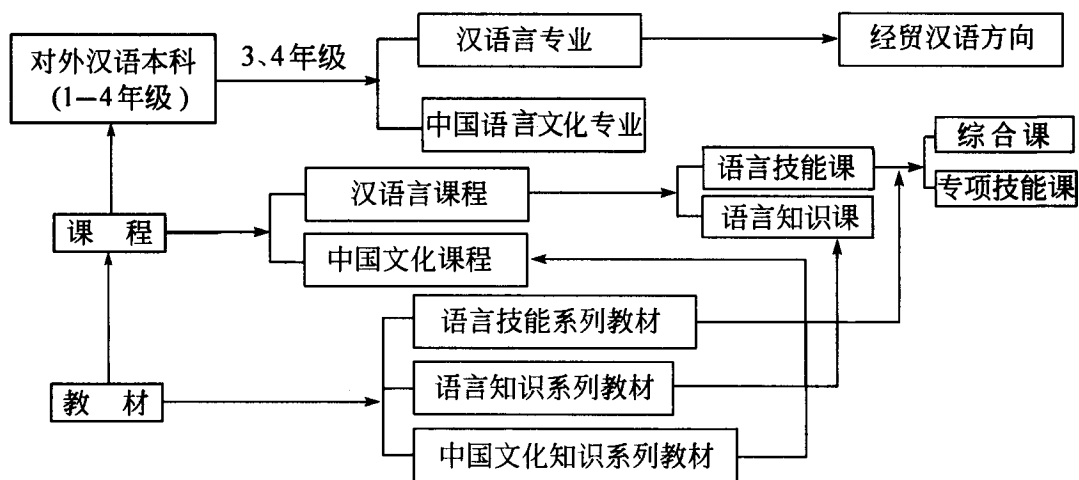 对外汉语本科
(1—4年级)
3、4年级
汉语言专业
经贸汉语方向
中国语言文化专业
课 程
汉语言课程
中国文化课程
语言技能课
语言知识课
综合课
专项技能课
教 材
语言技能系列教材
语言知识系列教材
中国文化知识系列教材